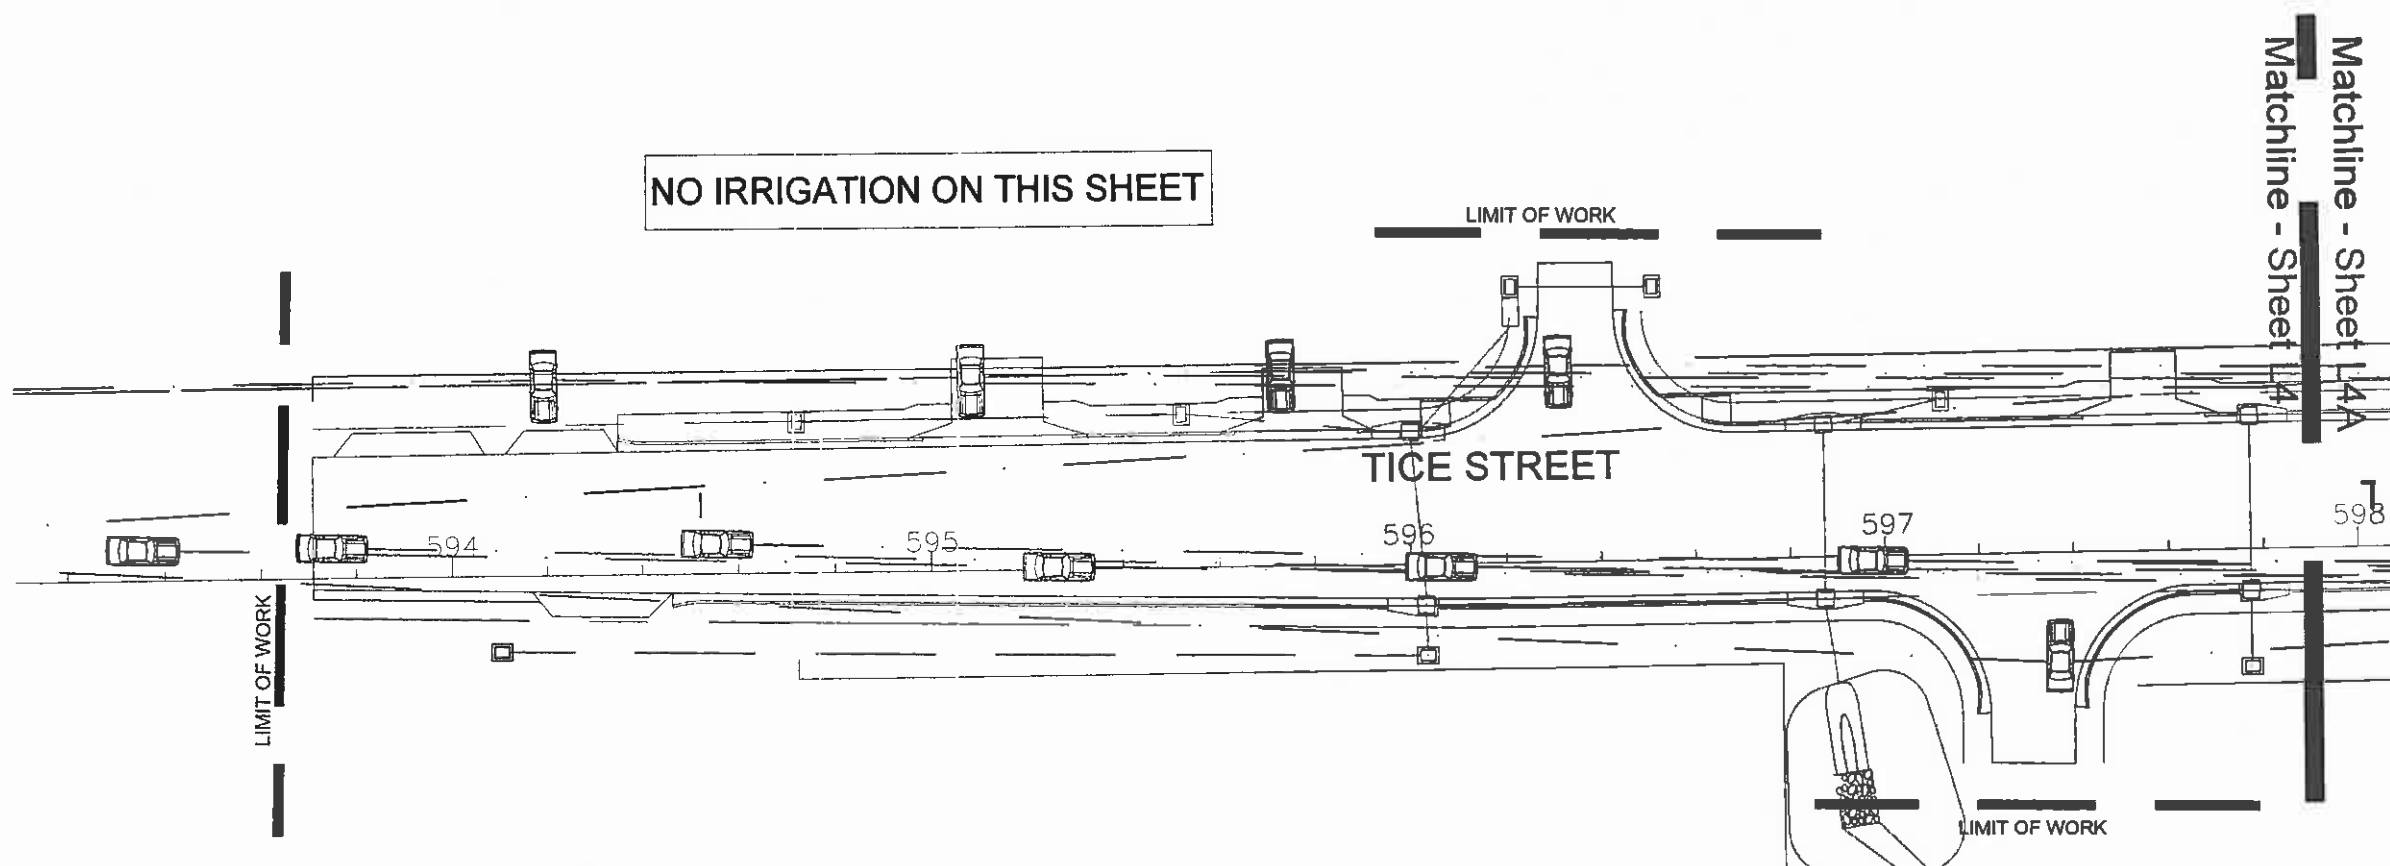 NO IRRIGATION ON THIS SHEET
LIMIT OF WORK
Matchline - Sheet L4
Matchline - Sheet L4A
TICE STREET
594
595
596
597
598
LIMIT OF WORK
LIMIT OF WORK